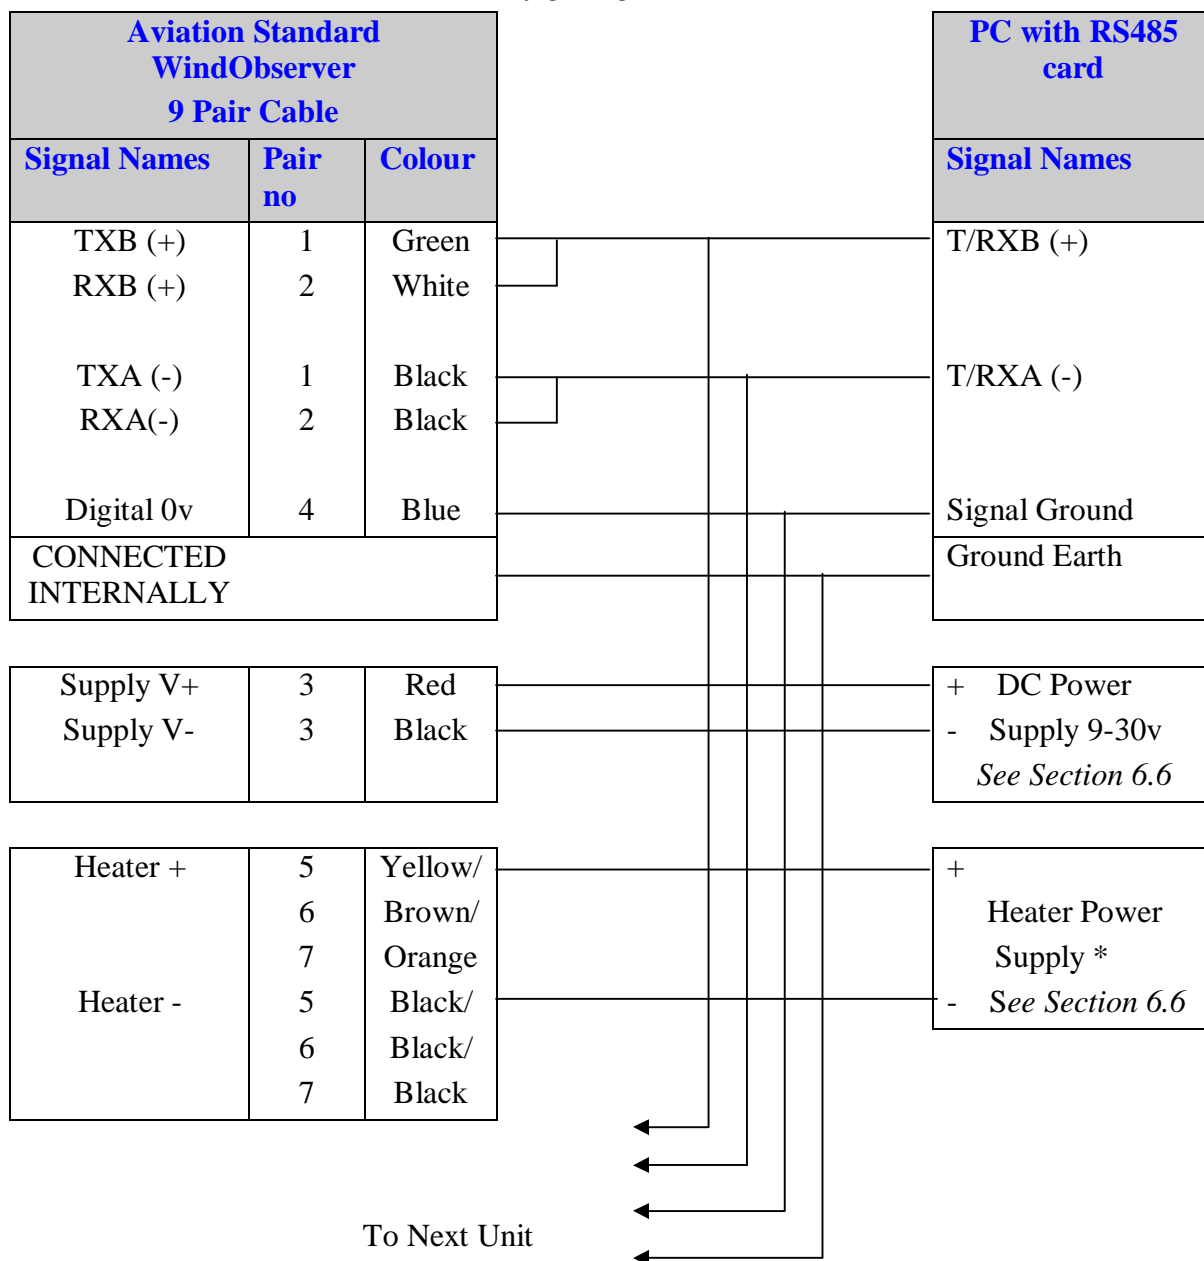 Aviation Standard
WindObserver
9 Pair Cable
Signal Names Pair no Colour
TXB (+) 1 Green
RXB (+) 2 White
TXA (-) 1 Black
RXA(-) 2 Black
Digital 0v 4 Blue
CONNECTED
INTERNALLY
PC with RS485
card
Signal Names
T/RXB (+)
T/RXA (-)
Signal Ground
Ground Earth
Supply V+ 3 Red
Supply V- 3 Black
+ DC Power
- Supply 9-30v
See Section 6.6
Heater + 5 Yellow/
6 Brown/
7 Orange
Heater - 5 Black/
6 Black/
7 Black
+
Heater Power
Supply *
- See Section 6.6
To Next Unit